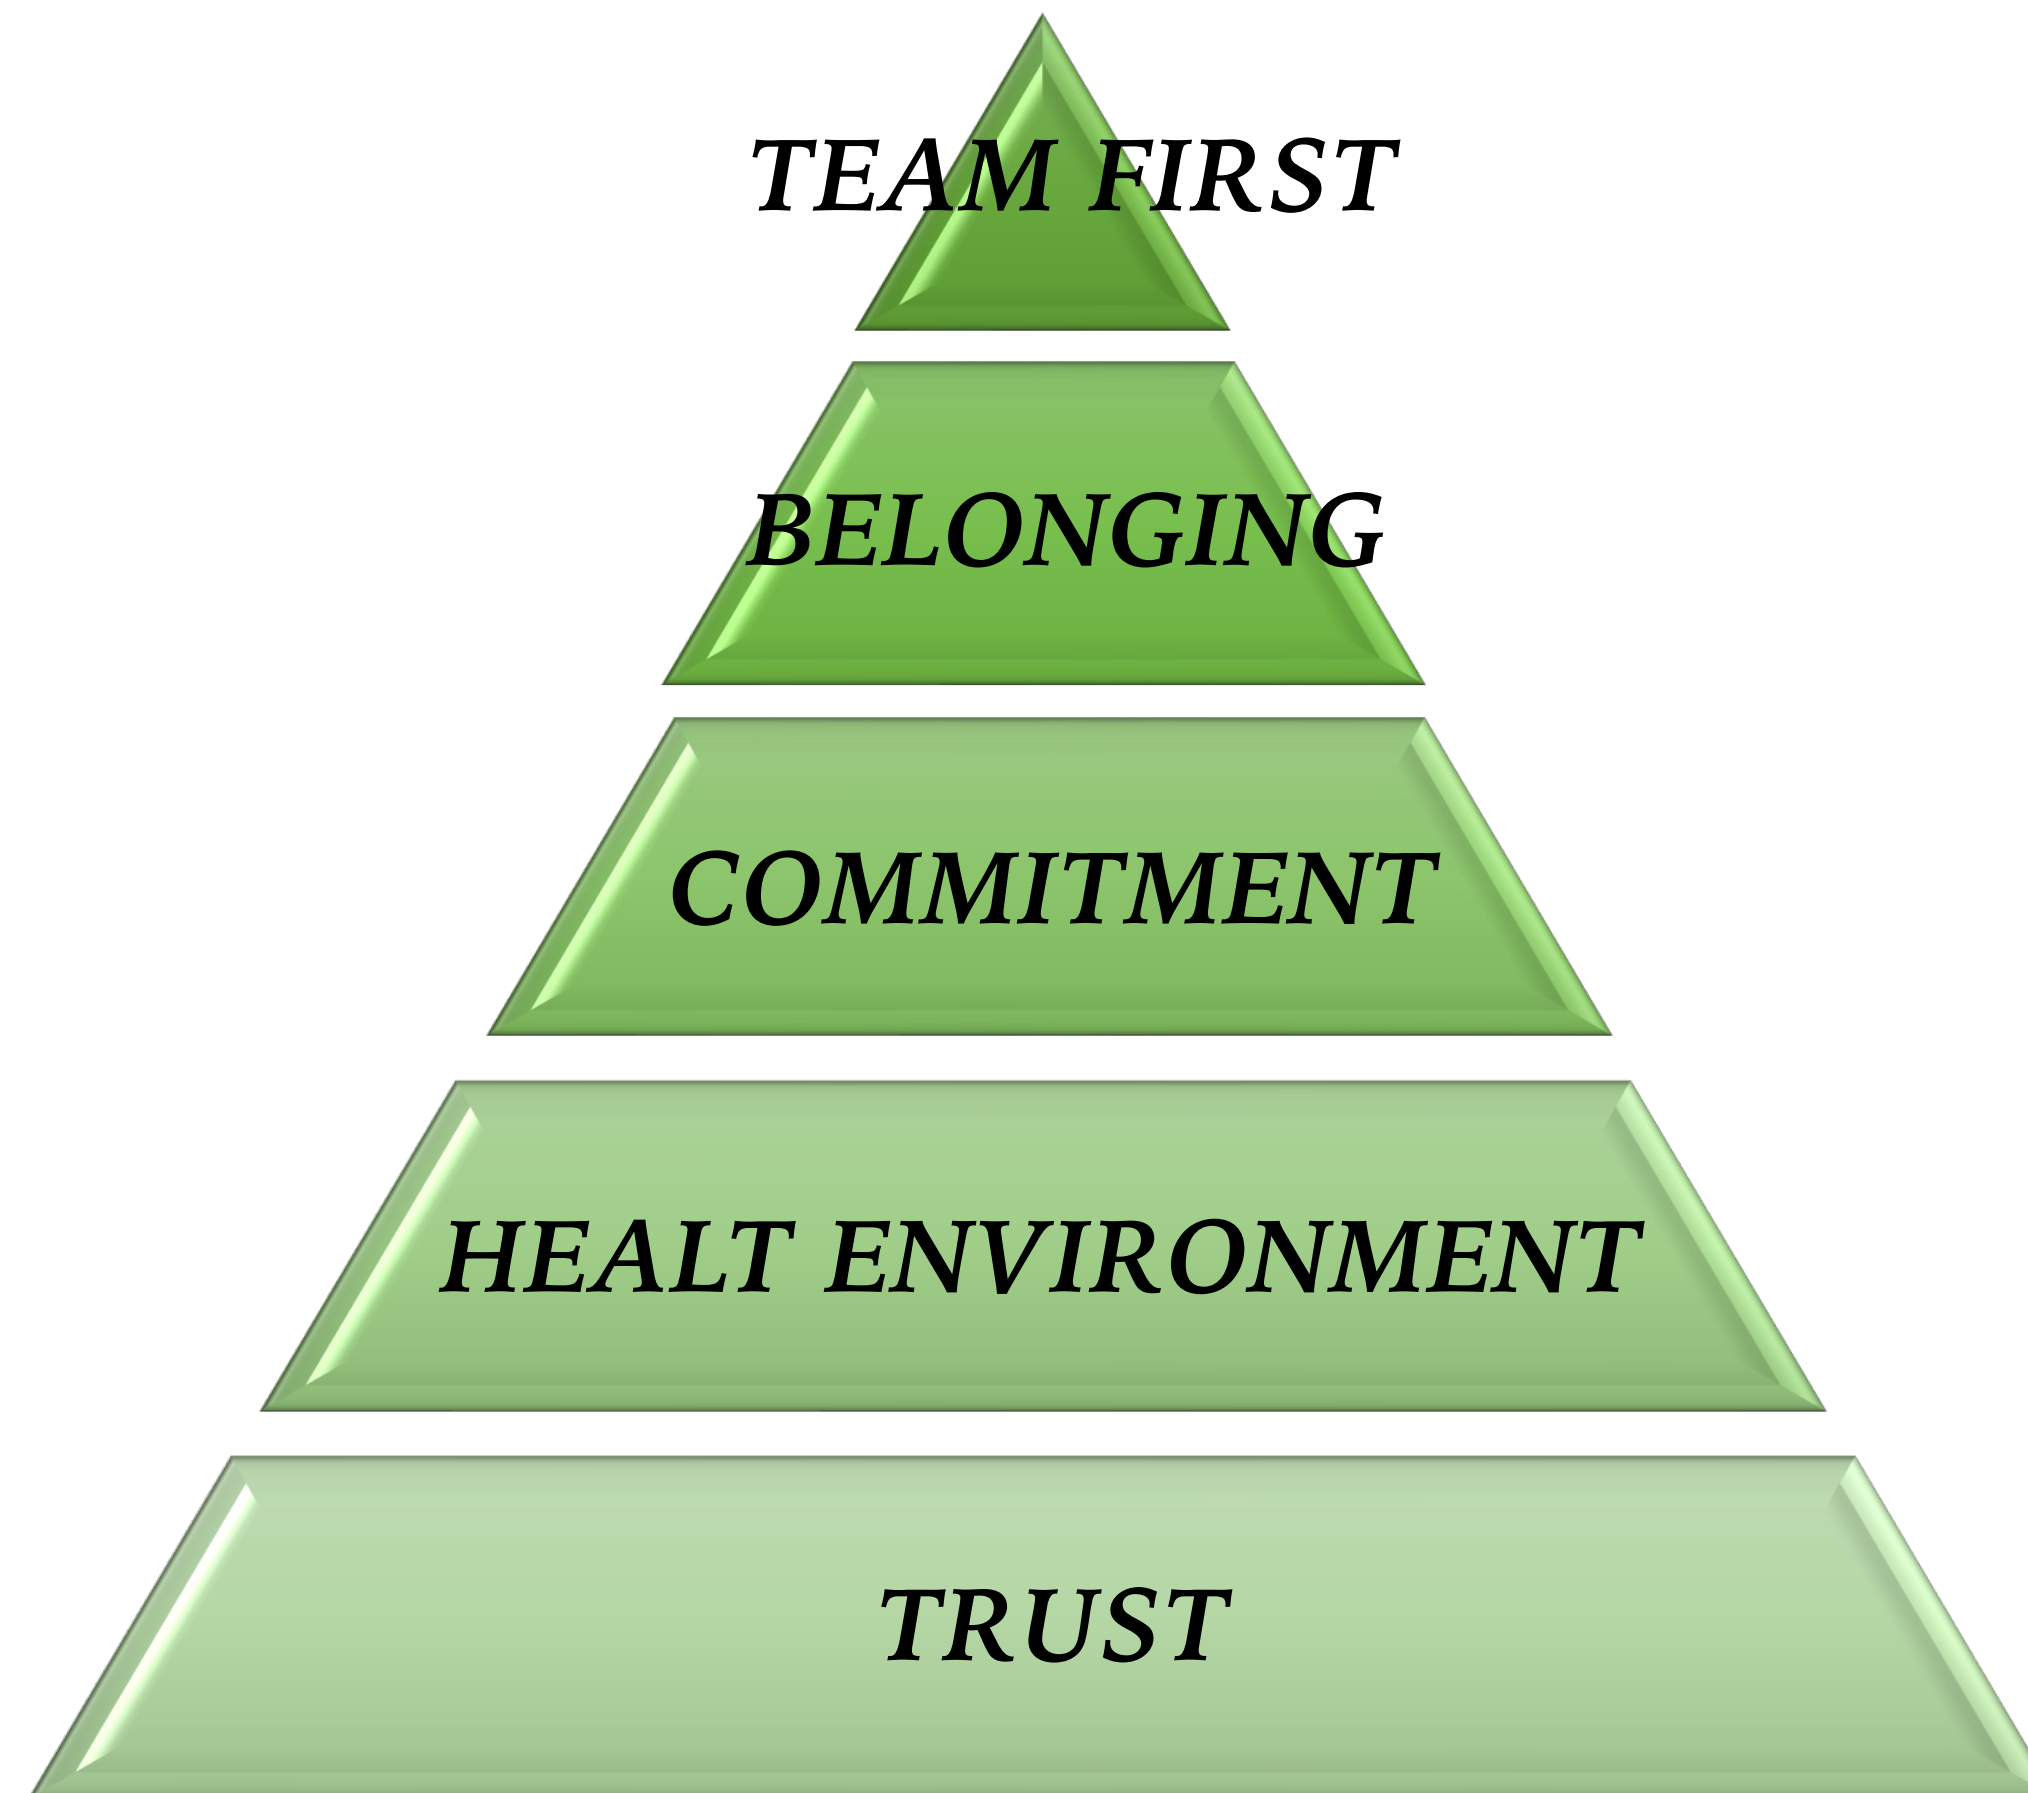 TEAM FIRST
BELONGING
COMMITMENT
HEALT ENVIRONMENT
TRUST